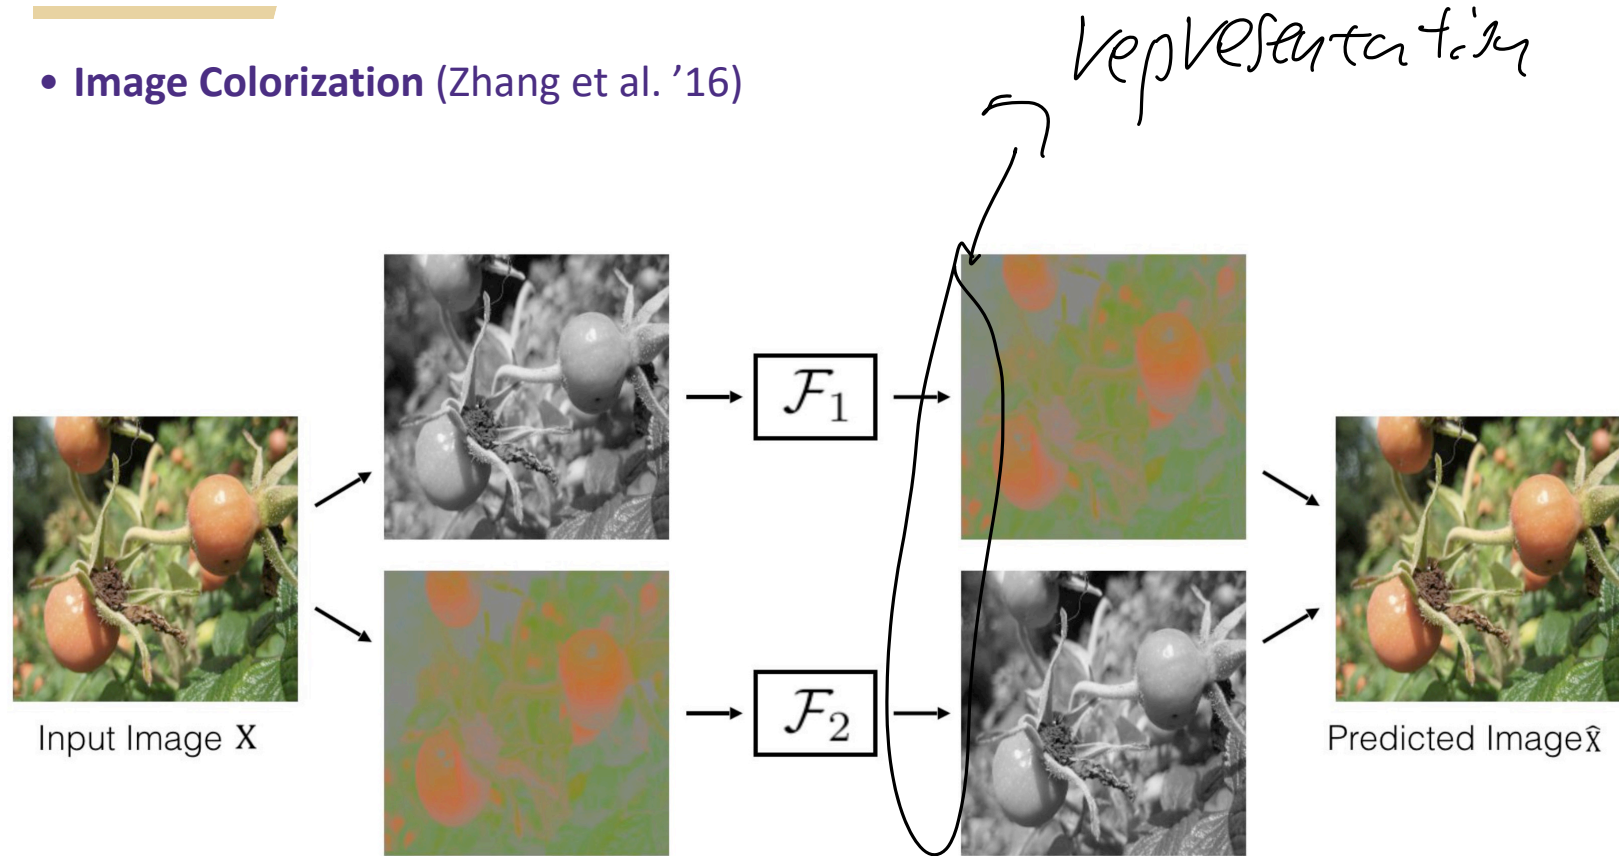 representation
• Image Colorization (Zhang et al. ’16)
F1
F2
Input Image X
Predicted Image x̂